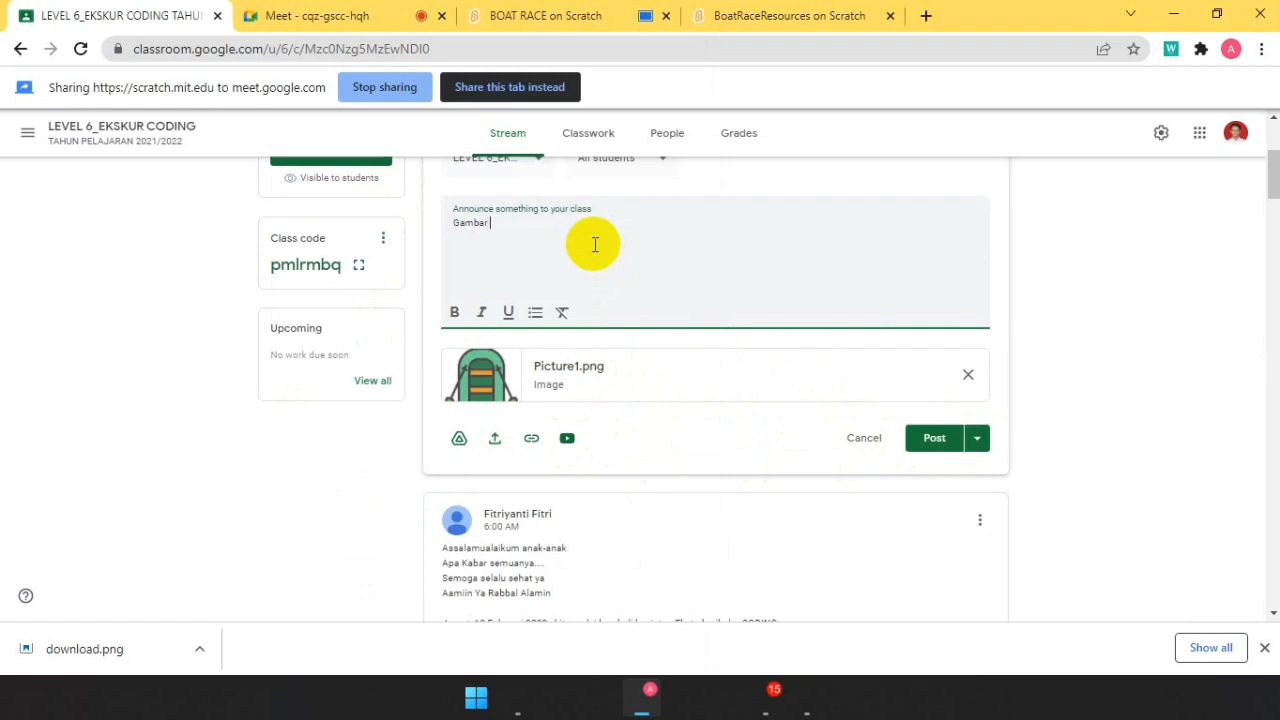 LEVEL 6_EKSKUR CODING TAHUN
Meet - cqz-gscc-hqh
BOAT RACE on Scratch
BoatRaceResources on Scratch
classroom.google.com/u/6/c/Mzc0Nzg5MzEwNDI0
W
A
Sharing https://scratch.mit.edu to meet.google.com
Stop sharing
Share this tab instead
LEVEL 6_EKSKUR CODING
TAHUN PELAJARAN 2021/2022
Stream
Classwork
People
Grades
Visible to students
LEVEL 6_EK...
All students
Announce something to your class
Gambar
Class code
pmlrmbq
B I U
Upcoming
No work due soon
View all
Picture1.png
Image
Cancel
Post
Fitriyanti Fitri
6:00 AM
Assalamualaikum anak-anak
Apa Kabar semuanya....
Semoga selalu sehat ya
Aamiin Ya Rabbal Alamin
download.png
Show all
A
15